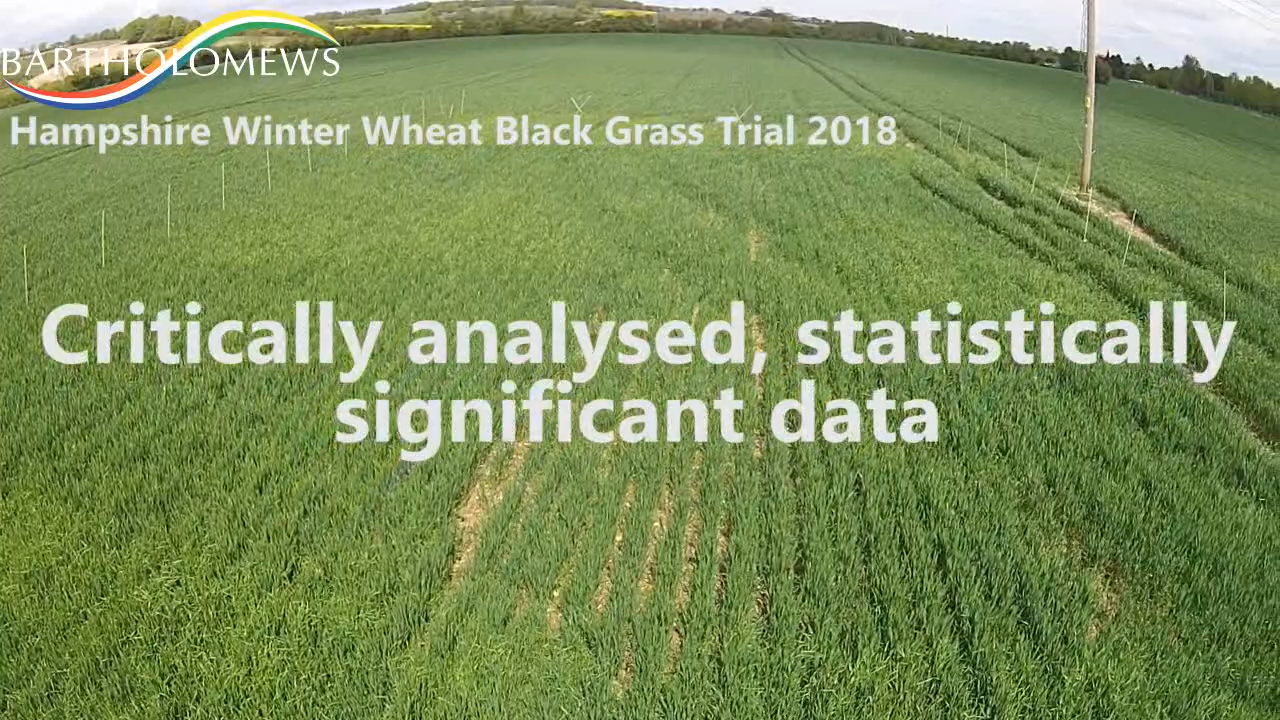 BARTHOLOMEWS
Hampshire Winter Wheat Black Grass Trial 2018
Critically analysed, statistically
significant data